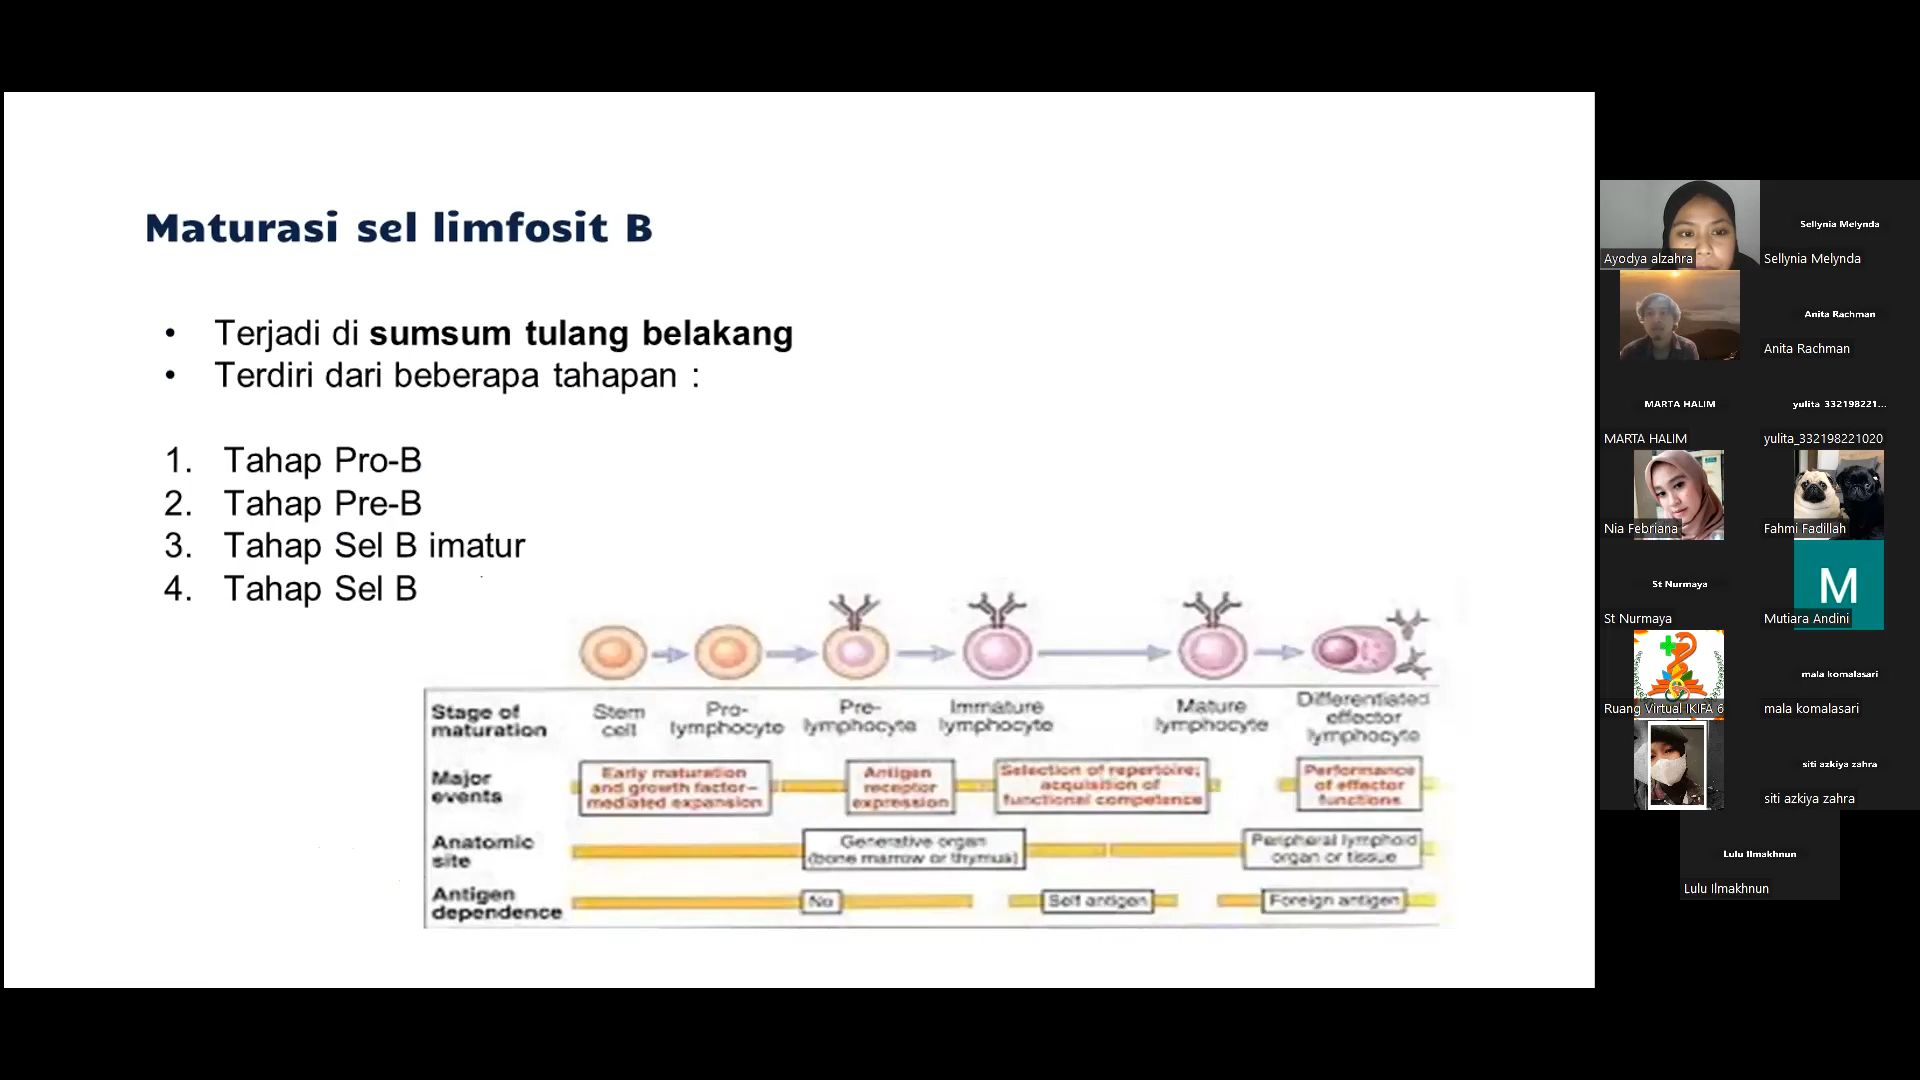 Maturasi sel limfosit B
• Terjadi di sumsum tulang belakang
• Terdiri dari beberapa tahapan :
1. Tahap Pro-B
2. Tahap Pre-B
3. Tahap Sel B imatur
4. Tahap Sel B
Stage of
maturation
Stem
cell
Pro-
lymphocyte
Pre-
lymphocyte
Immature
lymphocyte
Mature
lymphocyte
Differentiated
effector
lymphocyte
Major
events
Early maturation
and growth factor–
mediated expansion
Antigen
receptor
expression
Selection of repertoire;
acquisition of
functional competence
Performance
of effector
functions
Anatomic
site
Generative organ
(bone marrow or thymus)
Peripheral lymphoid
organ or tissue
Antigen
dependence
No
Self antigen
Foreign antigen
Ayodya alzahra
Sellynia Melynda
Sellynia Melynda
Anita Rachman
Anita Rachman
MARTA HALIM
MARTA HALIM
yulita 332198221...
yulita_332198221020
Nia Febriana
Fahmi Fadillah
St Nurmaya
St Nurmaya
M
Mutiara Andini
Ruang Virtual IKIFA 6
mala komalasari
mala komalasari
siti azkiya zahra
siti azkiya zahra
Lulu Ilmakhnun
Lulu Ilmakhnun